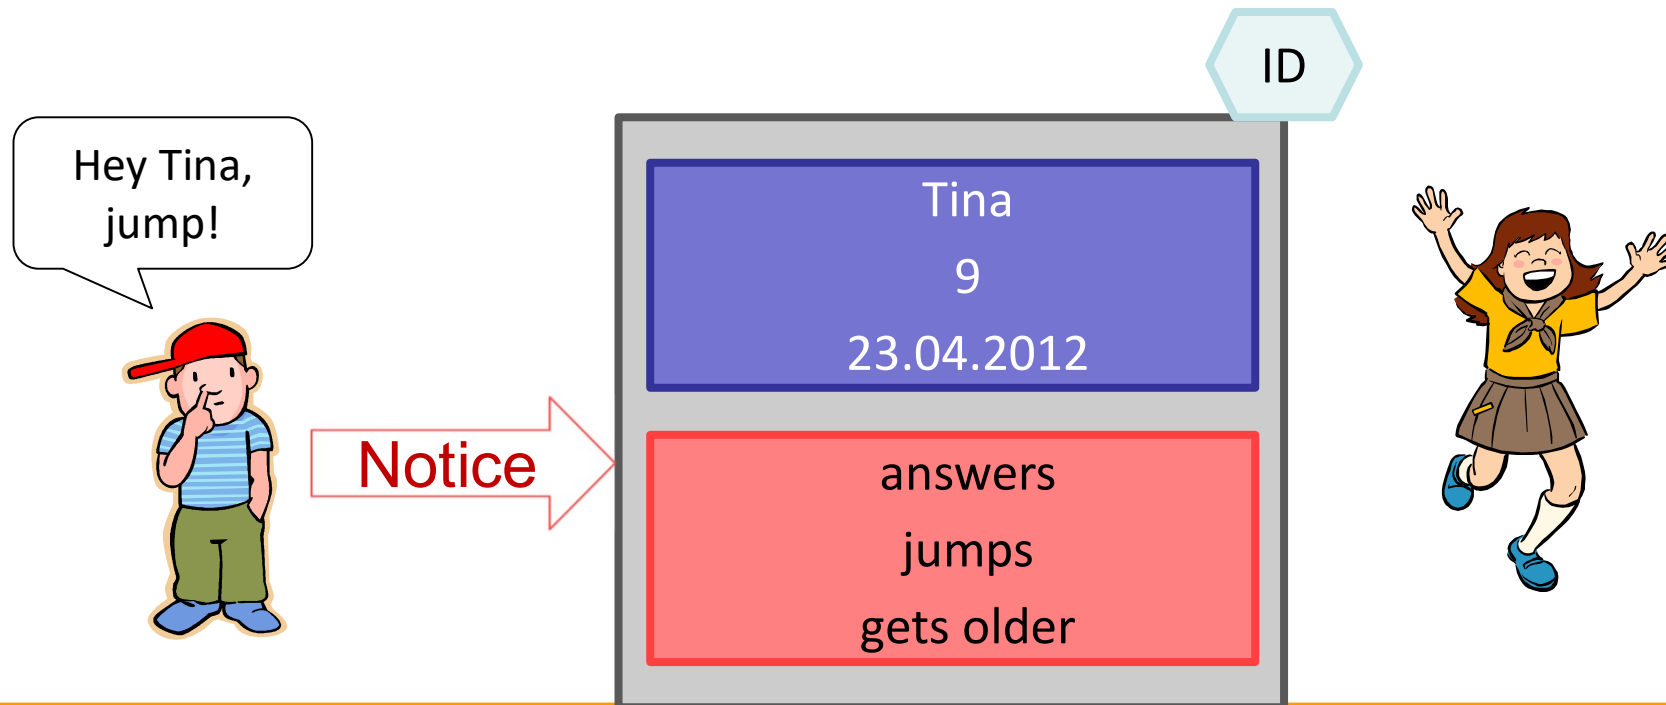 ID
Hey Tina,
jump!
Notice
Tina
9
23.04.2012
answers
jumps
gets older